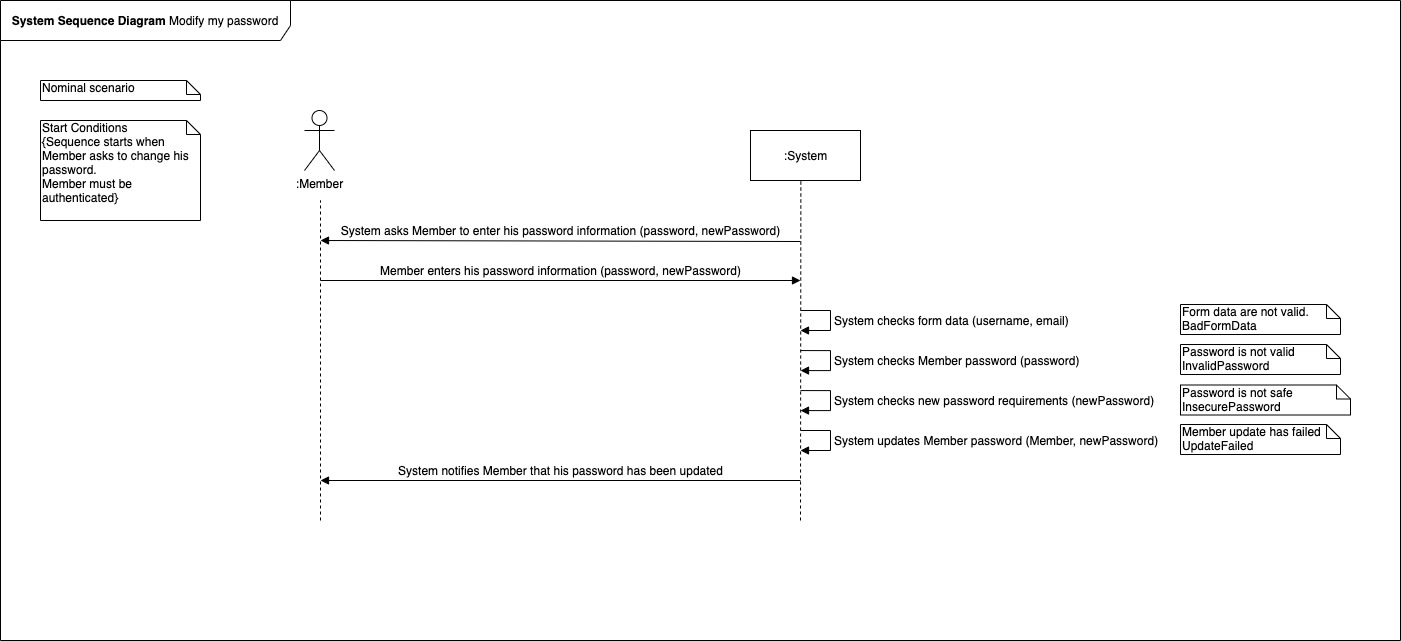 System Sequence Diagram Modify my password
Nominal scenario
Start Conditions
{Sequence starts when
Member asks to change his
password.
Member must be
authenticated}
:Member
:System
System asks Member to enter his password information (password, newPassword)
Member enters his password information (password, newPassword)
System checks form data (username, email)
Form data are not valid.
BadFormData
System checks Member password (password)
Password is not valid
InvalidPassword
System checks new password requirements (newPassword)
Password is not safe
InsecurePassword
System updates Member password (Member, newPassword)
Member update has failed
UpdateFailed
System notifies Member that his password has been updated